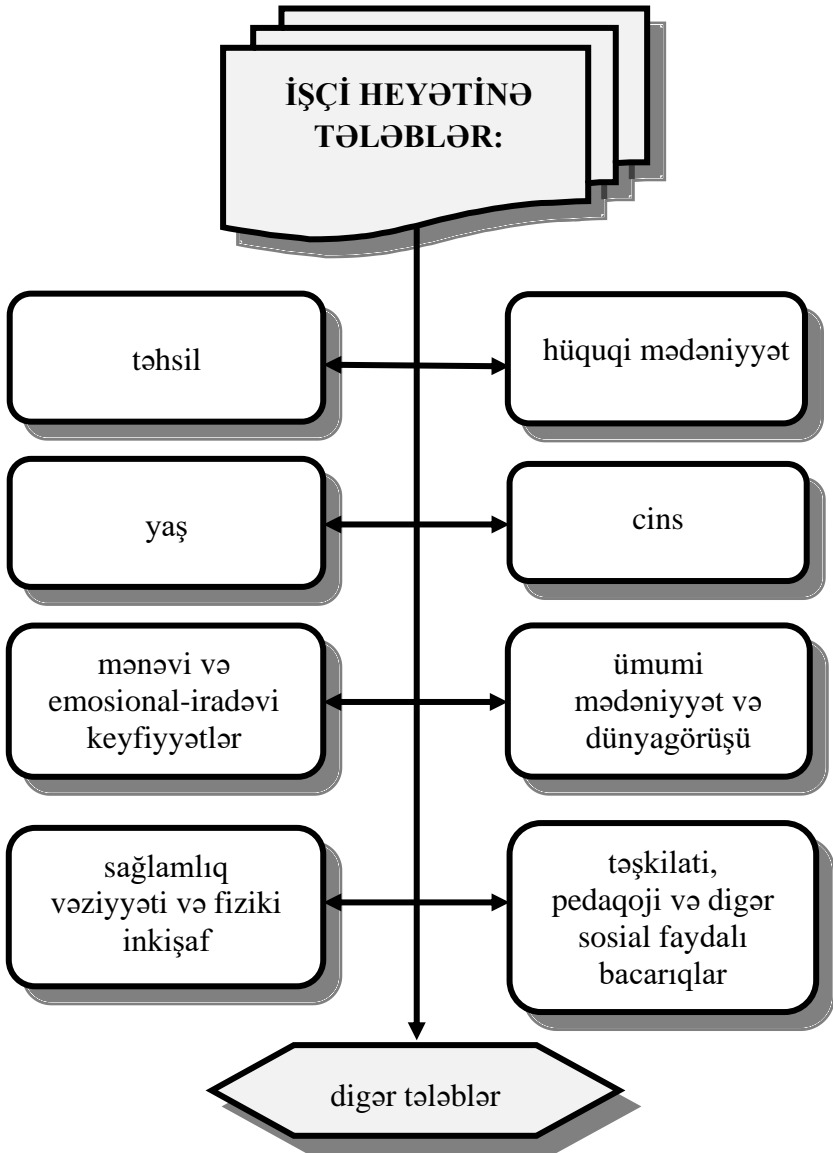 İŞÇİ HEYƏTİNƏ
TƏLƏBLƏR:
təhsil
hüquqi mədəniyyət
yaş
cins
mənəvi və
emosional-iradəvi
keyfiyyətlər
ümumi
mədəniyyət və
dünyagörüşü
sağlamlıq
vəziyyəti və fiziki
inkişaf
təşkilati,
pedaqoji və digər
sosial faydalı
bacarıqlar
digər tələblər